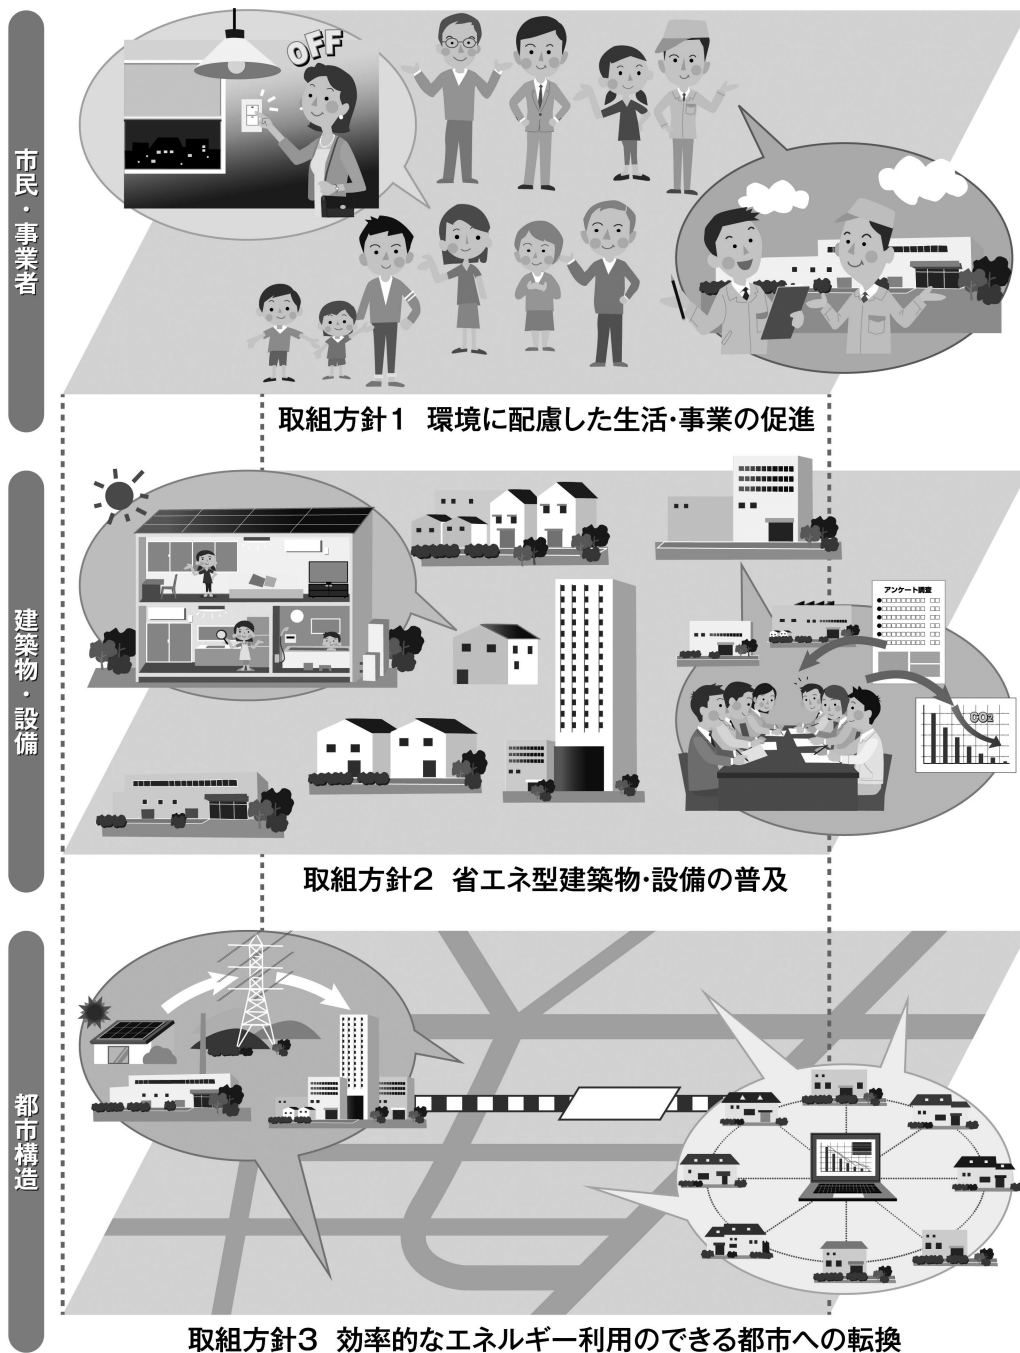 市民・事業者
OFF
取組方針1 環境に配慮した生活・事業の促進
建築物・設備
アンケート調査
CO2
取組方針2 省エネ型建築物・設備の普及
都市構造
取組方針3 効率的なエネルギー利用のできる都市への転換